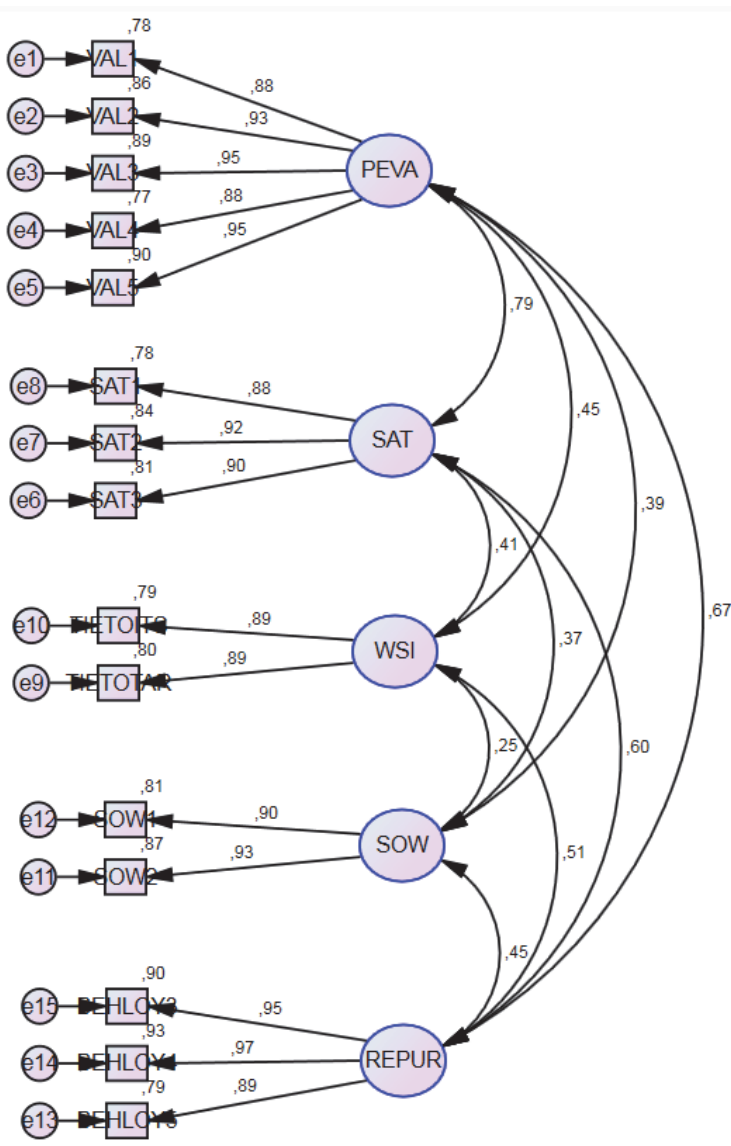 ,78
e1 VAL1 ,88
,86
e2 VAL2 ,93
,89
e3 VAL3 ,95 PEVA
,77
e4 VAL4 ,88
,90 ,95
e5 VAL5
,79
,78
e8 SAT1 ,88
,84
e7 SAT2 ,92 SAT
,81
e6 SAT3 ,90
,45
,39
,41
,79
e10 ,89
,80 WSI
e9 TIETOTAR ,89
,67
,37
,25 ,60
,81
e12 SOW1 ,90
,87 SOW
e11 SOW2 ,93
,51
,45
,90
e15 ,95
,93
e14 ,97 REPUR
,79
e13 ,89